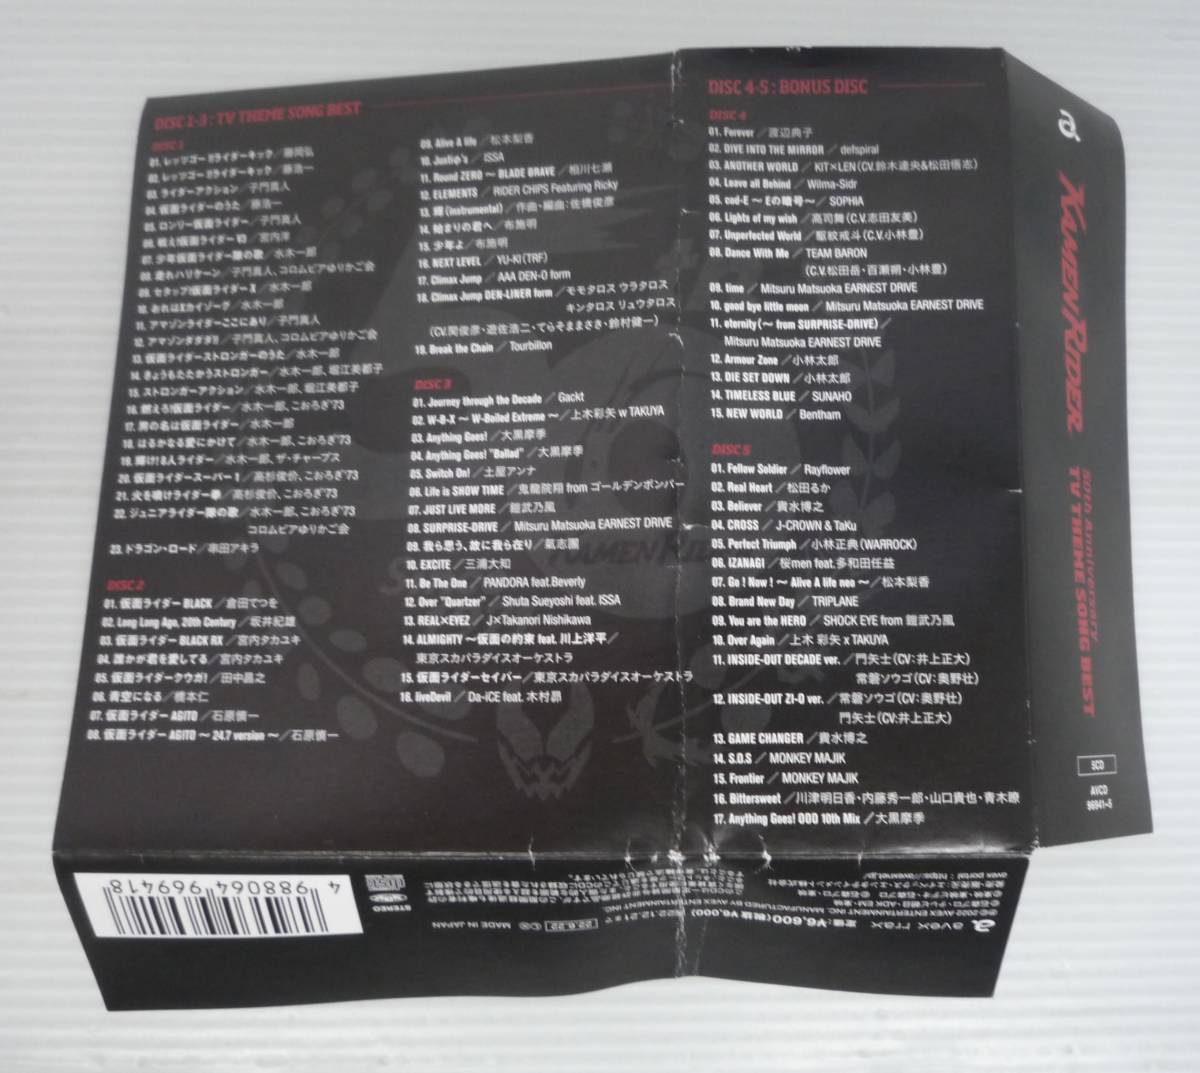 DISC 1-3 : TV THEME SONG BEST
DISC 1
01. レッツゴー!!ライダーキック／藤岡弘
02. レッツゴー!!ライダーキック／藤浩一
03. ライダーアクション／子門真人
04. 仮面ライダーのうた／藤浩一
05. ロンリー仮面ライダー／子門真人
06. 戦え!仮面ライダーV3／宮内洋
07. 少年仮面ライダー隊の歌／水木一郎
08. 走れハリケーン／子門真人、コロムビアゆりかご会
09. セタップ!仮面ライダーX／水木一郎
10. おれはXカイゾーグ／水木一郎
11. アマゾンライダーここにあり／子門真人
12. アマゾンダダダ!!／子門真人、コロムビアゆりかご会
13. 仮面ライダーストロンガーのうた／水木一郎
14. きょうもたたかうストロンガー／水木一郎、堀江美都子
15. ストロンガーアクション／水木一郎、堀江美都子
16. 燃えろ!仮面ライダー／水木一郎、こおろぎ'73
17. 男の名は仮面ライダー／水木一郎
18. はるかなる愛にかけて／水木一郎、こおろぎ'73
19. 輝け!8人ライダー／水木一郎、ザ・チャープス
20. 仮面ライダースーパー1／高杉俊价、こおろぎ'73
21. 火を噴けライダー拳／高杉俊价、こおろぎ'73
22. ジュニアライダー隊の歌／水木一郎、こおろぎ'73
コロムビアゆりかご会
23. ドラゴン・ロード／串田アキラ
DISC 2
01. 仮面ライダーBLACK／倉田てつを
02. Long Long Ago, 20th Century／坂井紀雄
03. 仮面ライダーBLACK RX／宮内タカユキ
04. 誰かが君を愛してる／宮内タカユキ
05. 仮面ライダークウガ!／田中昌之
06. 青空になる／橋本仁
07. 仮面ライダーAGITO／石原慎一
08. 仮面ライダーAGITO～24.7 version～／石原慎一
09. Alive A life／松本梨香
10. Justiφ's／ISSA
11. Round ZERO～BLADE BRAVE／相川七瀬
12. ELEMENTS／RIDER CHIPS Featuring Ricky
13. 輝(instrumental)／作曲・編曲：佐橋俊彦
14. 始まりの君へ／布施明
15. 少年よ／布施明
16. NEXT LEVEL／YU-KI(TRF)
17. Climax Jump／AAA DEN-O form
18. Climax Jump DEN-LINER form／モモタロス ウラタロス
キンタロス リュウタロス
(CV.関俊彦・遊佐浩二・てらそままさき・鈴村健一)
19. Break the Chain／Tourbillon
DISC 3
01. Journey through the Decade／Gackt
02. W-B-X～W-Boiled Extreme～／上木彩矢 w TAKUYA
03. Anything Goes!／大黒摩季
04. Anything Goes! "Ballad"／大黒摩季
05. Switch On!／土屋アンナ
06. Life is SHOW TIME／鬼龍院翔 from ゴールデンボンバー
07. JUST LIVE MORE／鎧武乃風
08. SURPRISE-DRIVE／Mitsuru Matsuoka EARNEST DRIVE
09. 我ら思う、故に我ら在り／氣志團
10. EXCITE／三浦大知
11. Be The One／PANDORA feat.Beverly
12. Over "Quartzer"／Shuta Sueyoshi feat. ISSA
13. REAL×EYEZ／J×Takanori Nishikawa
14. ALMIGHTY～仮面の約束 feat. 川上洋平／
東京スカパラダイスオーケストラ
15. 仮面ライダーセイバー／東京スカパラダイスオーケストラ
16. liveDevil／Da-iCE feat. 木村昴
DISC 4-5 : BONUS DISC
DISC 4
01. Forever／渡辺典子
02. DIVE INTO THE MIRROR／defspiral
03. ANOTHER WORLD／KIT×LEN(CV.鈴木達央&松田悟志)
04. Leave all Behind／Wilma-Sidr
05. cod-E～Eの暗号～／SOPHIA
06. Lights of my wish／高司舞(C.V.志田友美)
07. Unperfected World／駆紋戒斗(C.V.小林豊)
08. Dance With Me／TEAM BARON
(C.V.松田岳・百瀬朔・小林豊)
09. time／Mitsuru Matsuoka EARNEST DRIVE
10. good bye little moon／Mitsuru Matsuoka EARNEST DRIVE
11. eternity(～from SURPRISE-DRIVE)／
Mitsuru Matsuoka EARNEST DRIVE
12. Armour Zone／小林太郎
13. DIE SET DOWN／小林太郎
14. TIMELESS BLUE／SUNAHO
15. NEW WORLD／Bentham
DISC 5
01. Fellow Soldier／Rayflower
02. Real Heart／松田るか
03. Believer／貴水博之
04. CROSS／J-CROWN & TaKu
05. Perfect Triumph／小林正典(WARROCK)
06. IZANAGI／桜men feat.多和田任益
07. Go! Now!～Alive A life neo～／松本梨香
08. Brand New Day／TRIPLANE
09. You are the HERO／SHOCK EYE from 鎧武乃風
10. Over Again／上木 彩矢 x TAKUYA
11. INSIDE-OUT DECADE ver.／門矢士(CV：井上正大)
常磐ソウゴ(CV：奥野壮)
12. INSIDE-OUT ZI-O ver.／常磐ソウゴ(CV：奥野壮)
門矢士(CV:井上正大)
13. GAME CHANGER／貴水博之
14. S.O.S／MONKEY MAJIK
15. Frontier／MONKEY MAJIK
16. Bittersweet／川津明日香・内藤秀一郎・山口貴也・青木瞭
17. Anything Goes! OOO 10th Mix／大黒摩季
KAMEN RIDER
50th Anniversary
TV THEME SONG BEST
5CD
AVCD
96941~5
4 988064 969418
STEREO
MADE IN JAPAN
22.6.22
'22.12.21まで
avex trax
定価：¥6,600(税抜 ¥6,000)